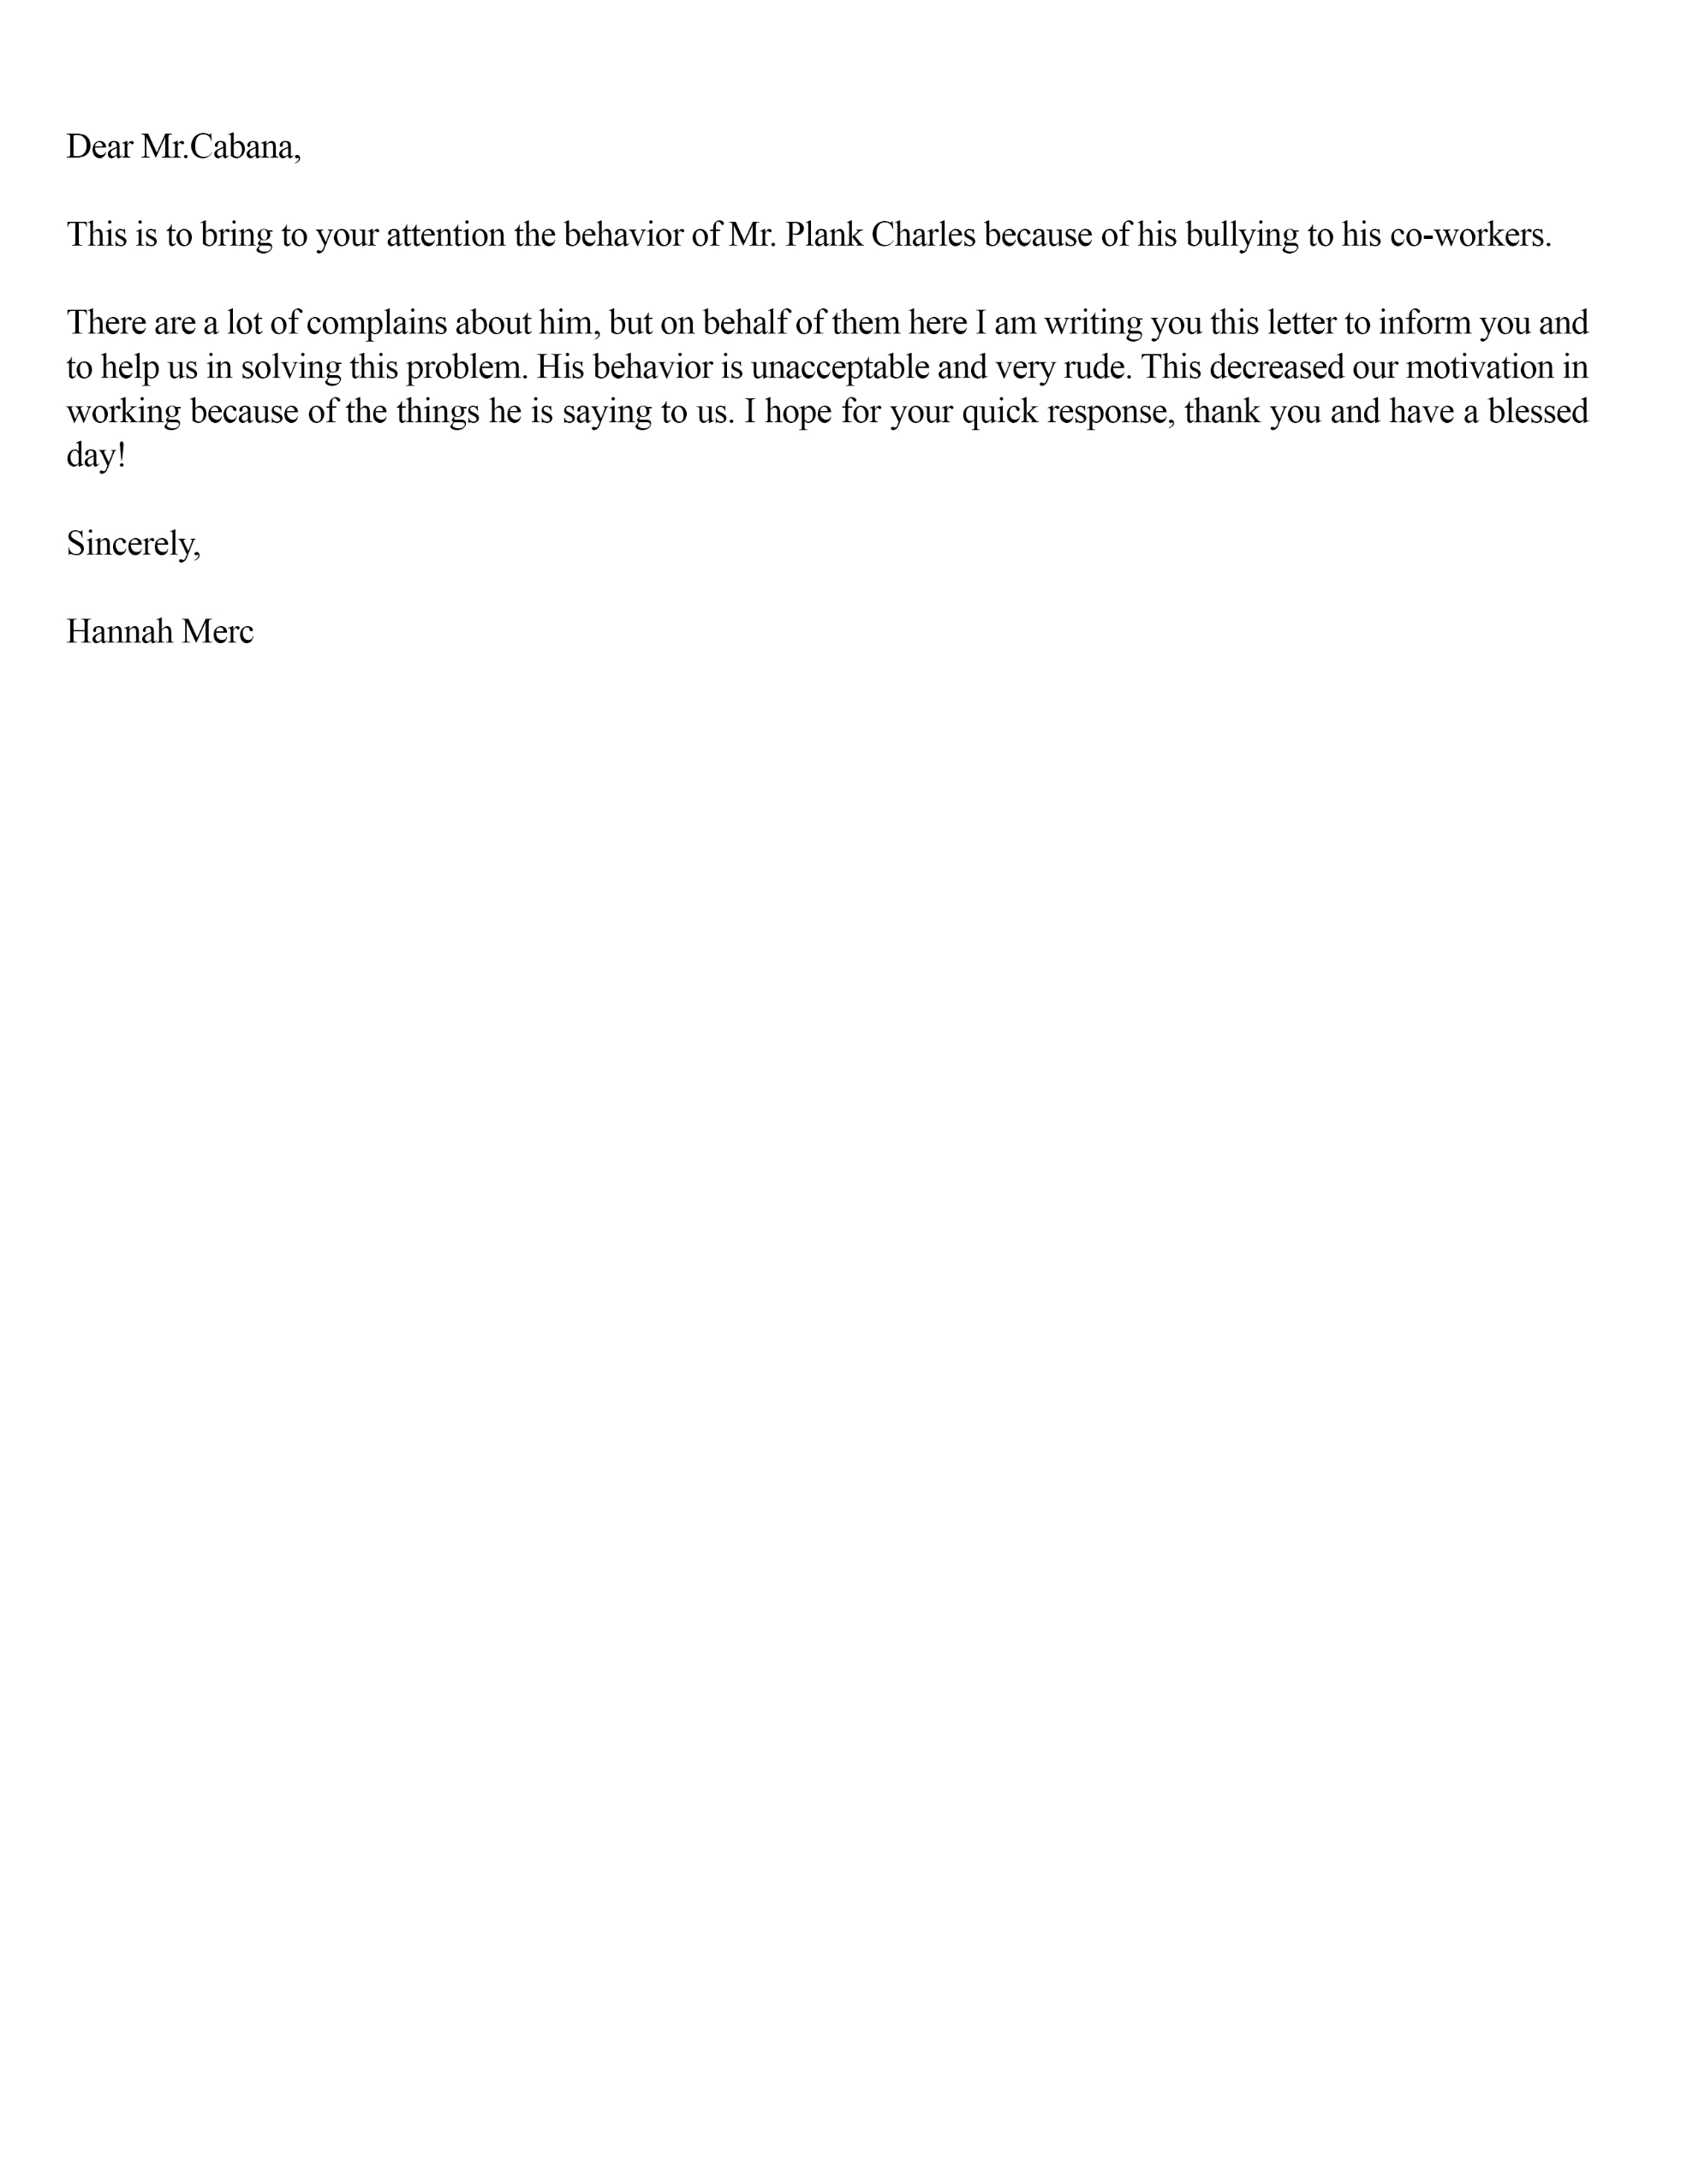 Dear Mr.Cabana,
This is to bring to your attention the behavior of Mr. Plank Charles because of his bullying to his co-workers.
There are a lot of complains about him, but on behalf of them here I am writing you this letter to inform you and
to help us in solving this problem. His behavior is unacceptable and very rude. This decreased our motivation in
working because of the things he is saying to us. I hope for your quick response, thank you and have a blessed
day!
Sincerely,
Hannah Merc